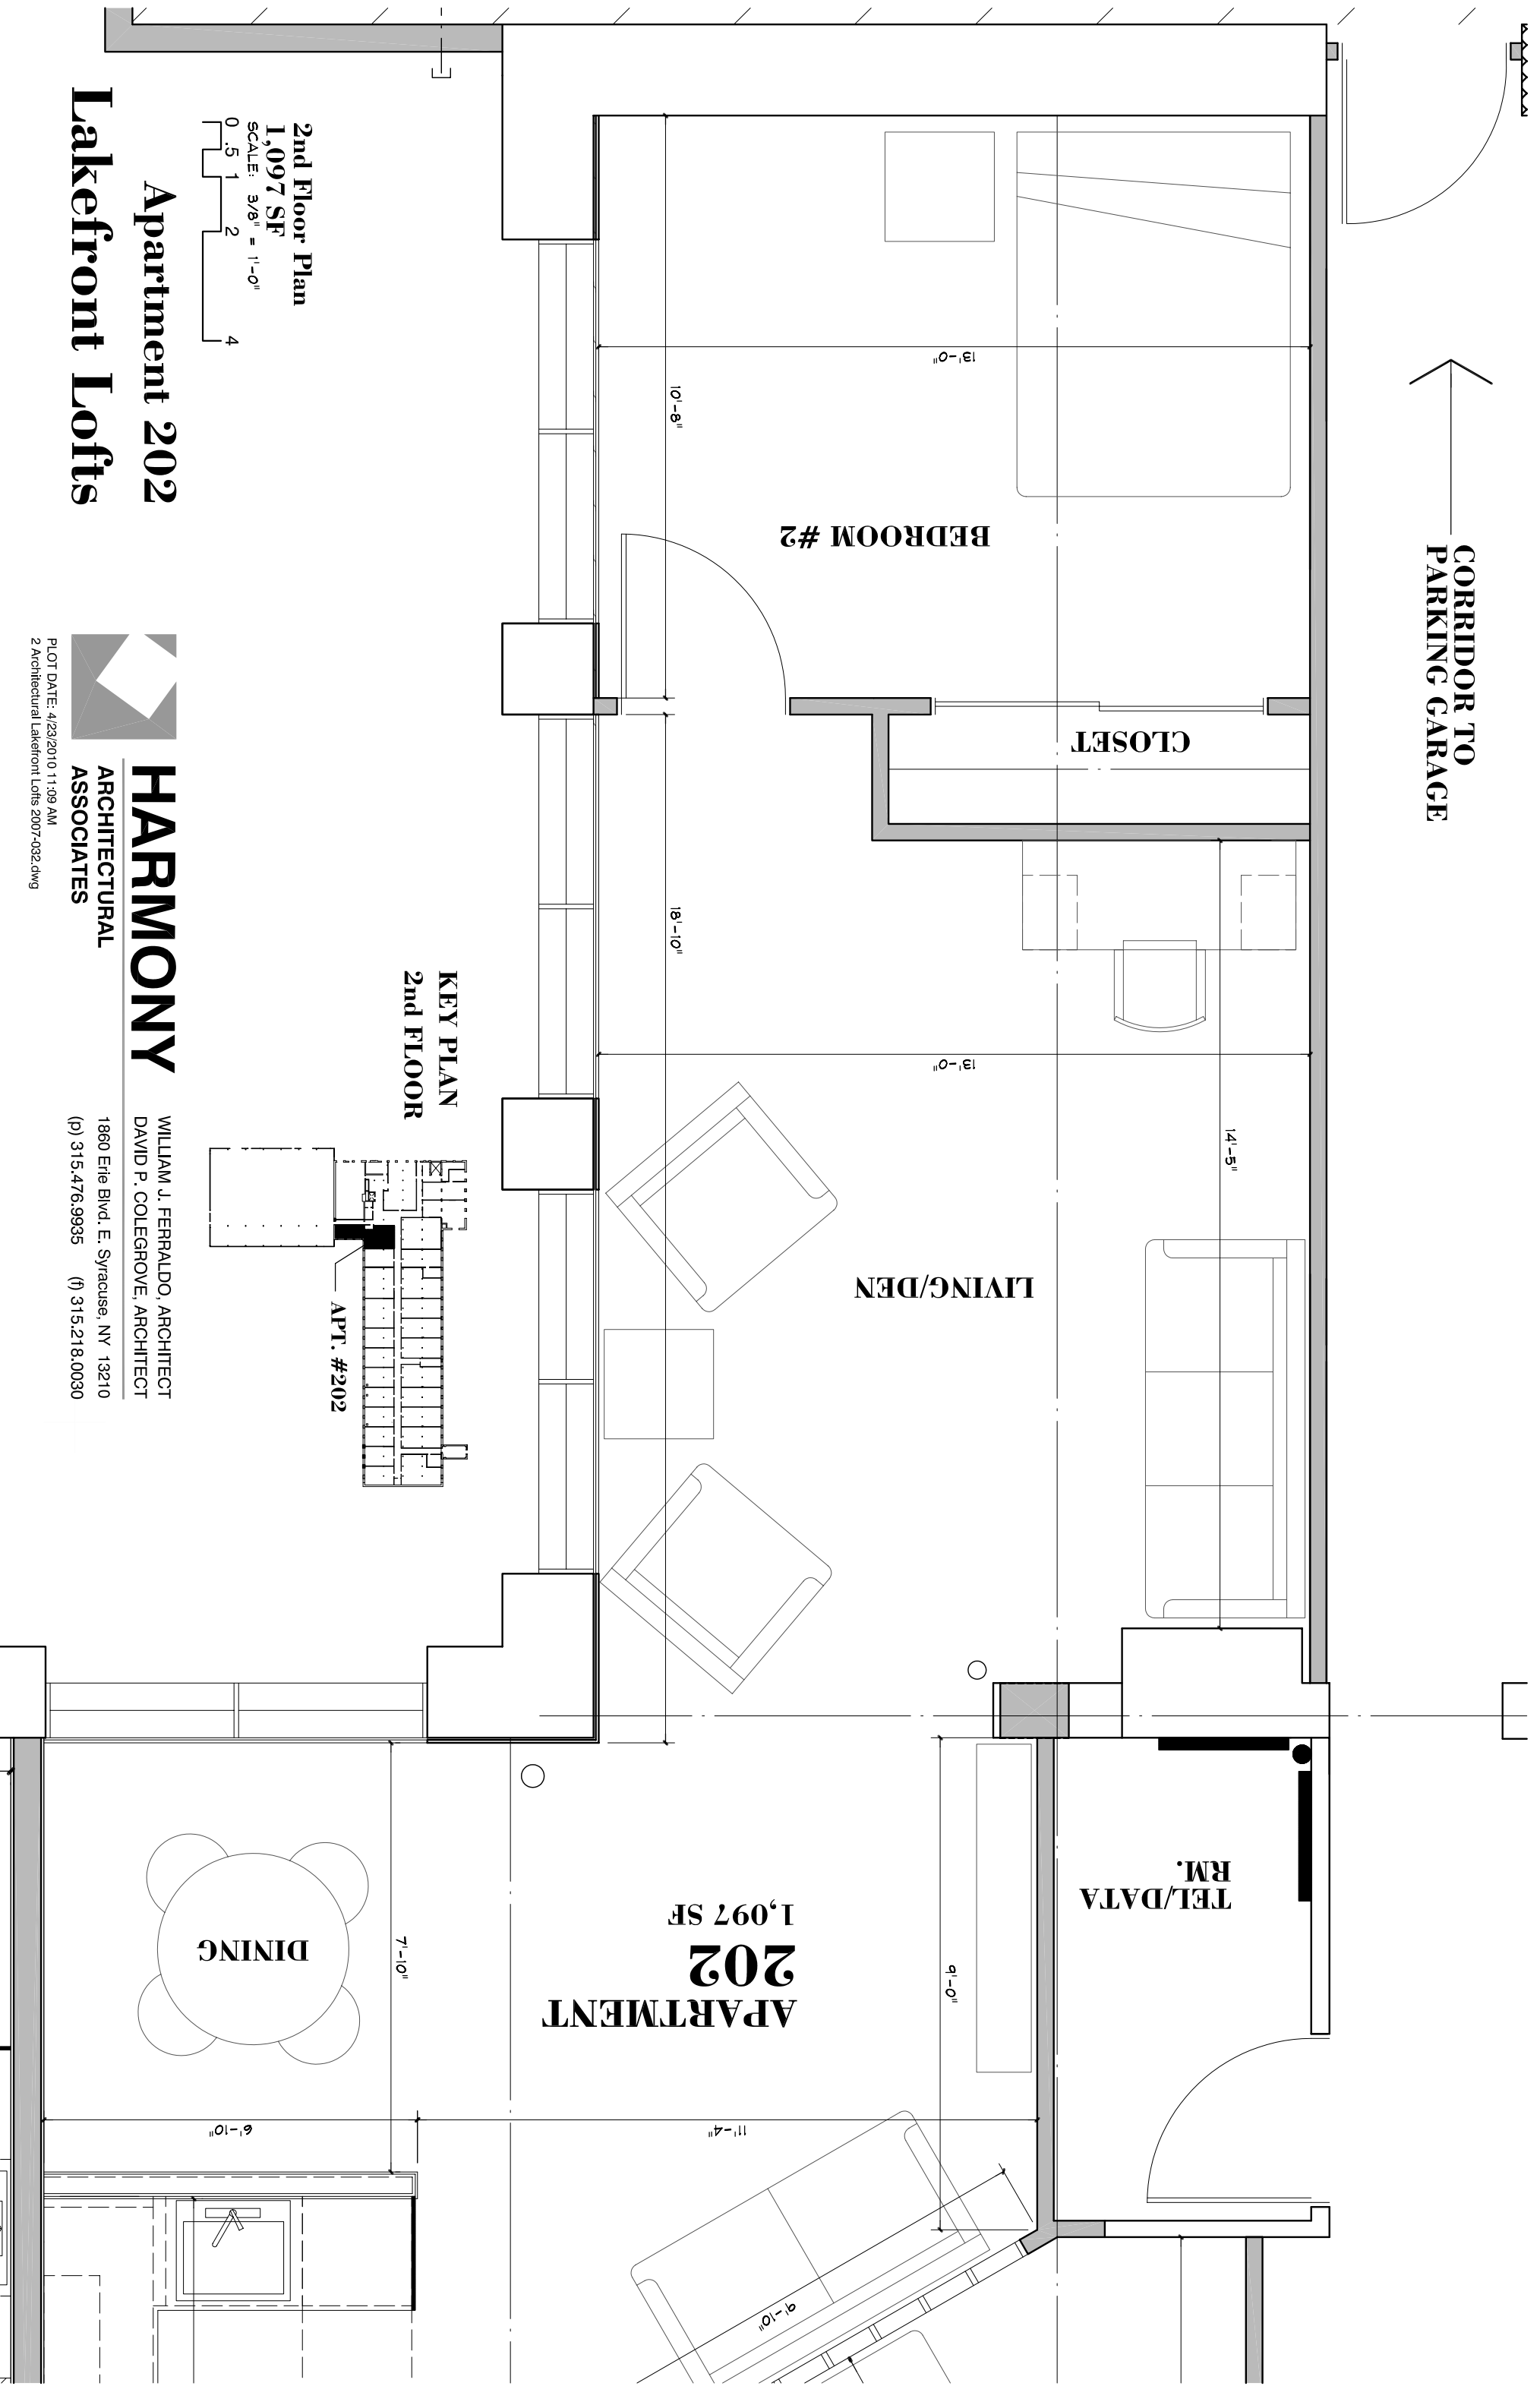 2nd Floor Plan
1,097 SF
SCALE: 3/8" = 1'-0"
0 .5 1 2 4
Apartment 202
Lakefront Lofts
HARMONY
ARCHITECTURAL
ASSOCIATES
PLOT DATE: 4/23/2010 11:09 AM
2 Architectural Lakefront Lofts 2007-032.dwg
WILLIAM J. FERRALDO, ARCHITECT
DAVID P. COLEGROVE, ARCHITECT
1860 Erie Blvd. E. Syracuse, NY 13210
(p) 315.476.9935 (f) 315.218.0030
KEY PLAN
2nd FLOOR
APT. #202
CORRIDOR TO
PARKING GARAGE
BEDROOM #2
13'-0"
10'-8"
CLOSET
18'-10"
13'-0"
14'-5"
LIVING/DEN
TEL/DATA
RM.
APARTMENT
202
1,097 SF
DINING
7'-10"
9'-0"
6'-10"
11'-4"
9'-10"